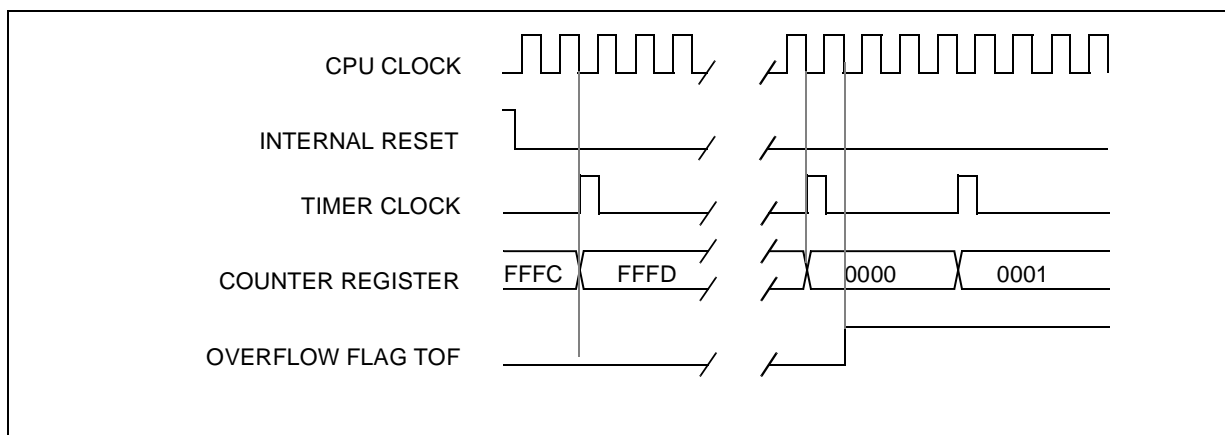 CPU CLOCK
INTERNAL RESET
TIMER CLOCK
COUNTER REGISTER
FFFC
FFFD
0000
0001
OVERFLOW FLAG TOF